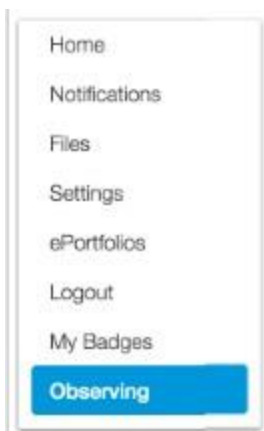 Home
Notifications
Files
Settings
ePortfolios
Logout
My Badges
Observing